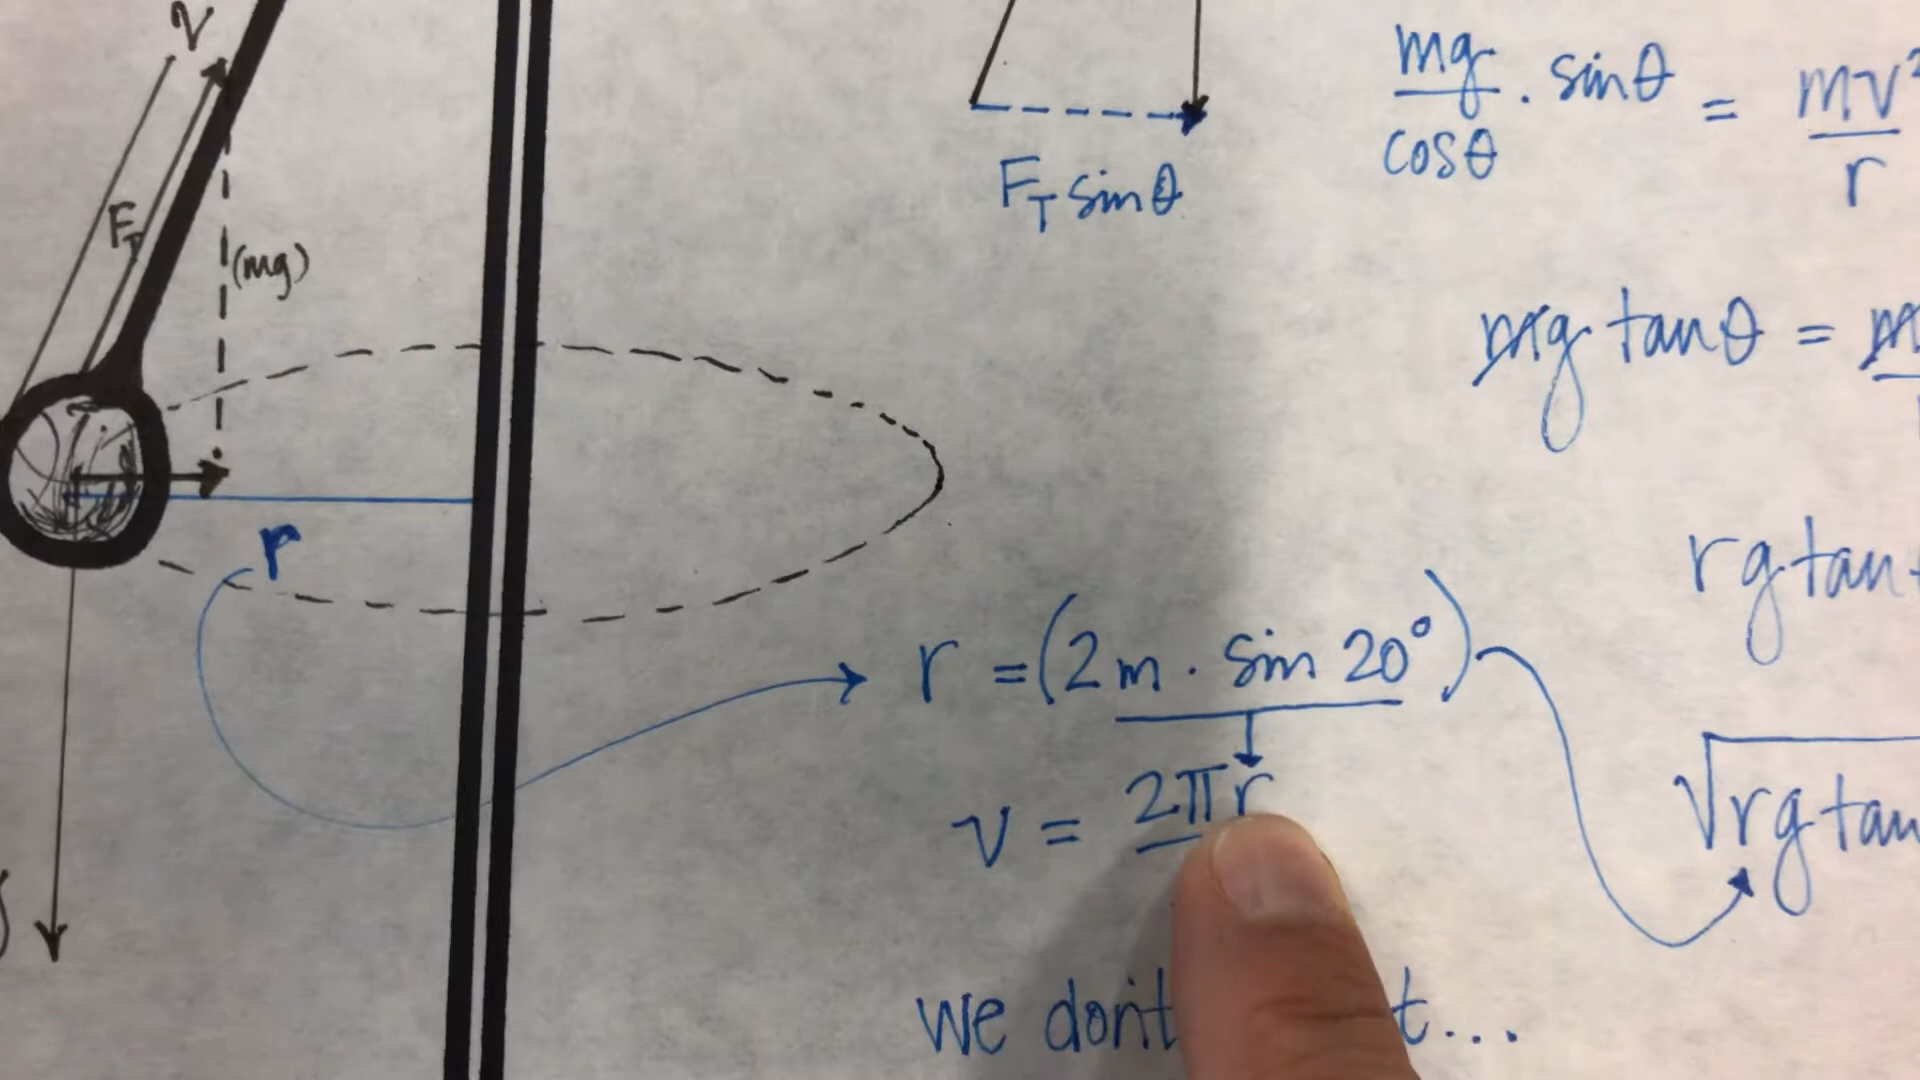 v
F_T
(mg)
r
F_T sinθ
mg/cosθ · sinθ = mv²/r
mg tanθ = m
rg tan
r = (2m · sin 20°)
v = 2πr
√rg tan
we don't
t...